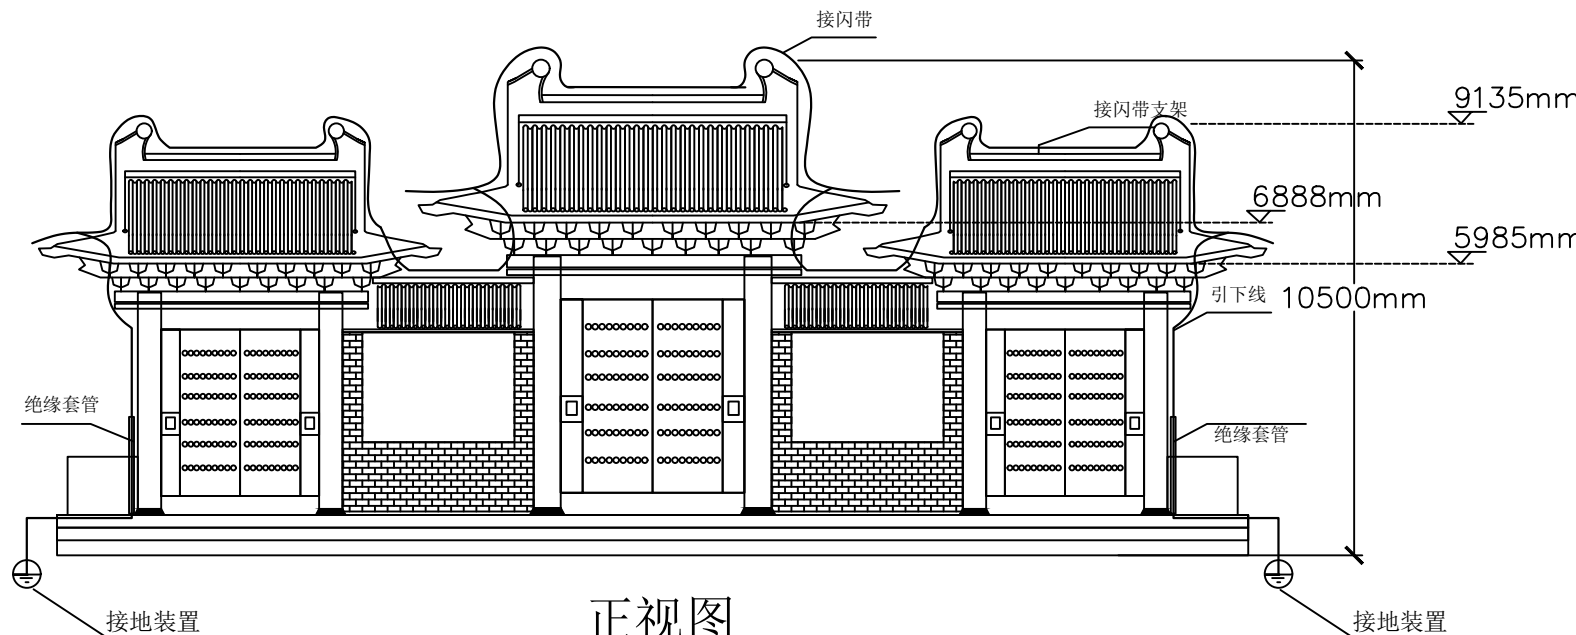 接闪带
接闪带支架
9135mm
6888mm
5985mm
引下线
10500mm
绝缘套管
绝缘套管
接地装置
正视图
接地装置